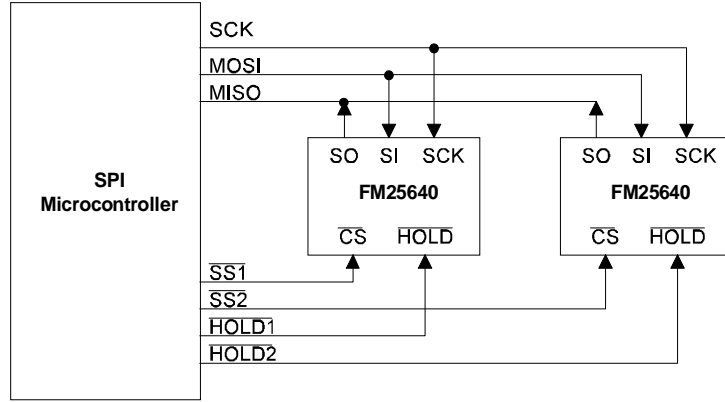 SCK
MOSI
MISO
SO SI SCK
SO SI SCK
SPI
Microcontroller
FM25640
FM25640
CS HOLD
CS HOLD
SS1
SS2
HOLD1
HOLD2